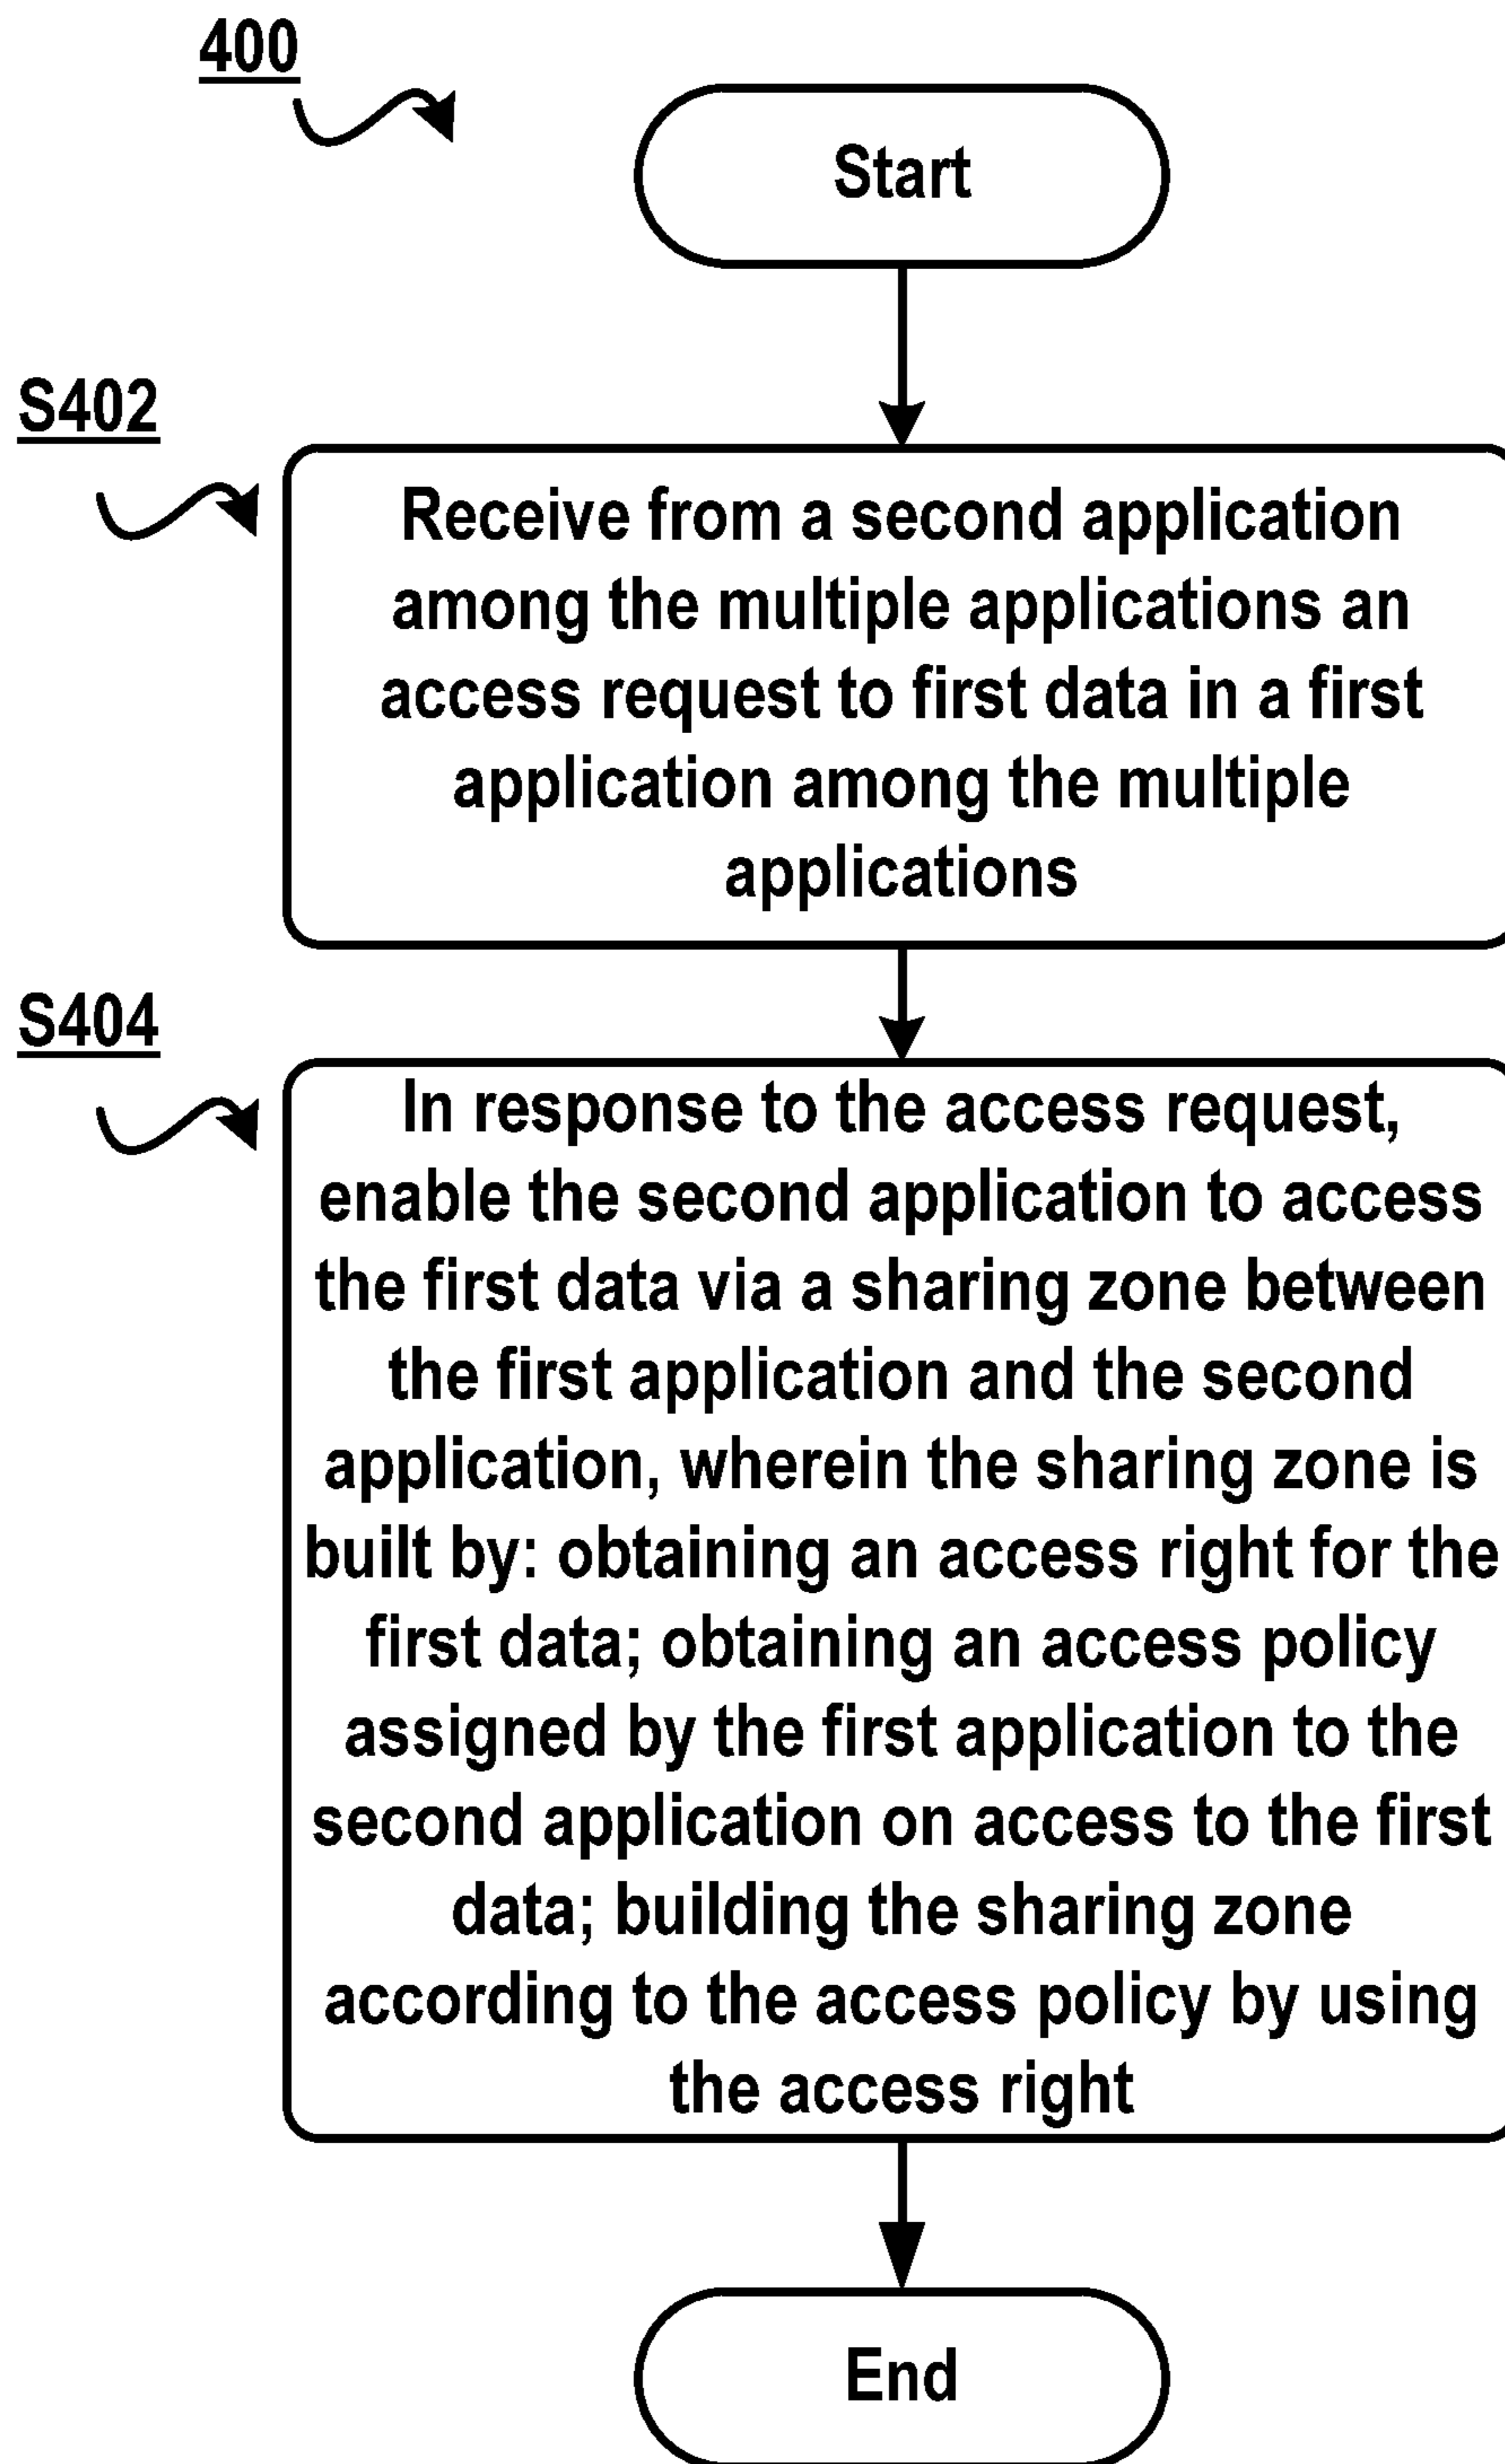 400
Start
S402
Receive from a second application
among the multiple applications an
access request to first data in a first
application among the multiple
applications
S404
In response to the access request,
enable the second application to access
the first data via a sharing zone between
the first application and the second
application, wherein the sharing zone is
built by: obtaining an access right for the
first data; obtaining an access policy
assigned by the first application to the
second application on access to the first
data; building the sharing zone
according to the access policy by using
the access right
End